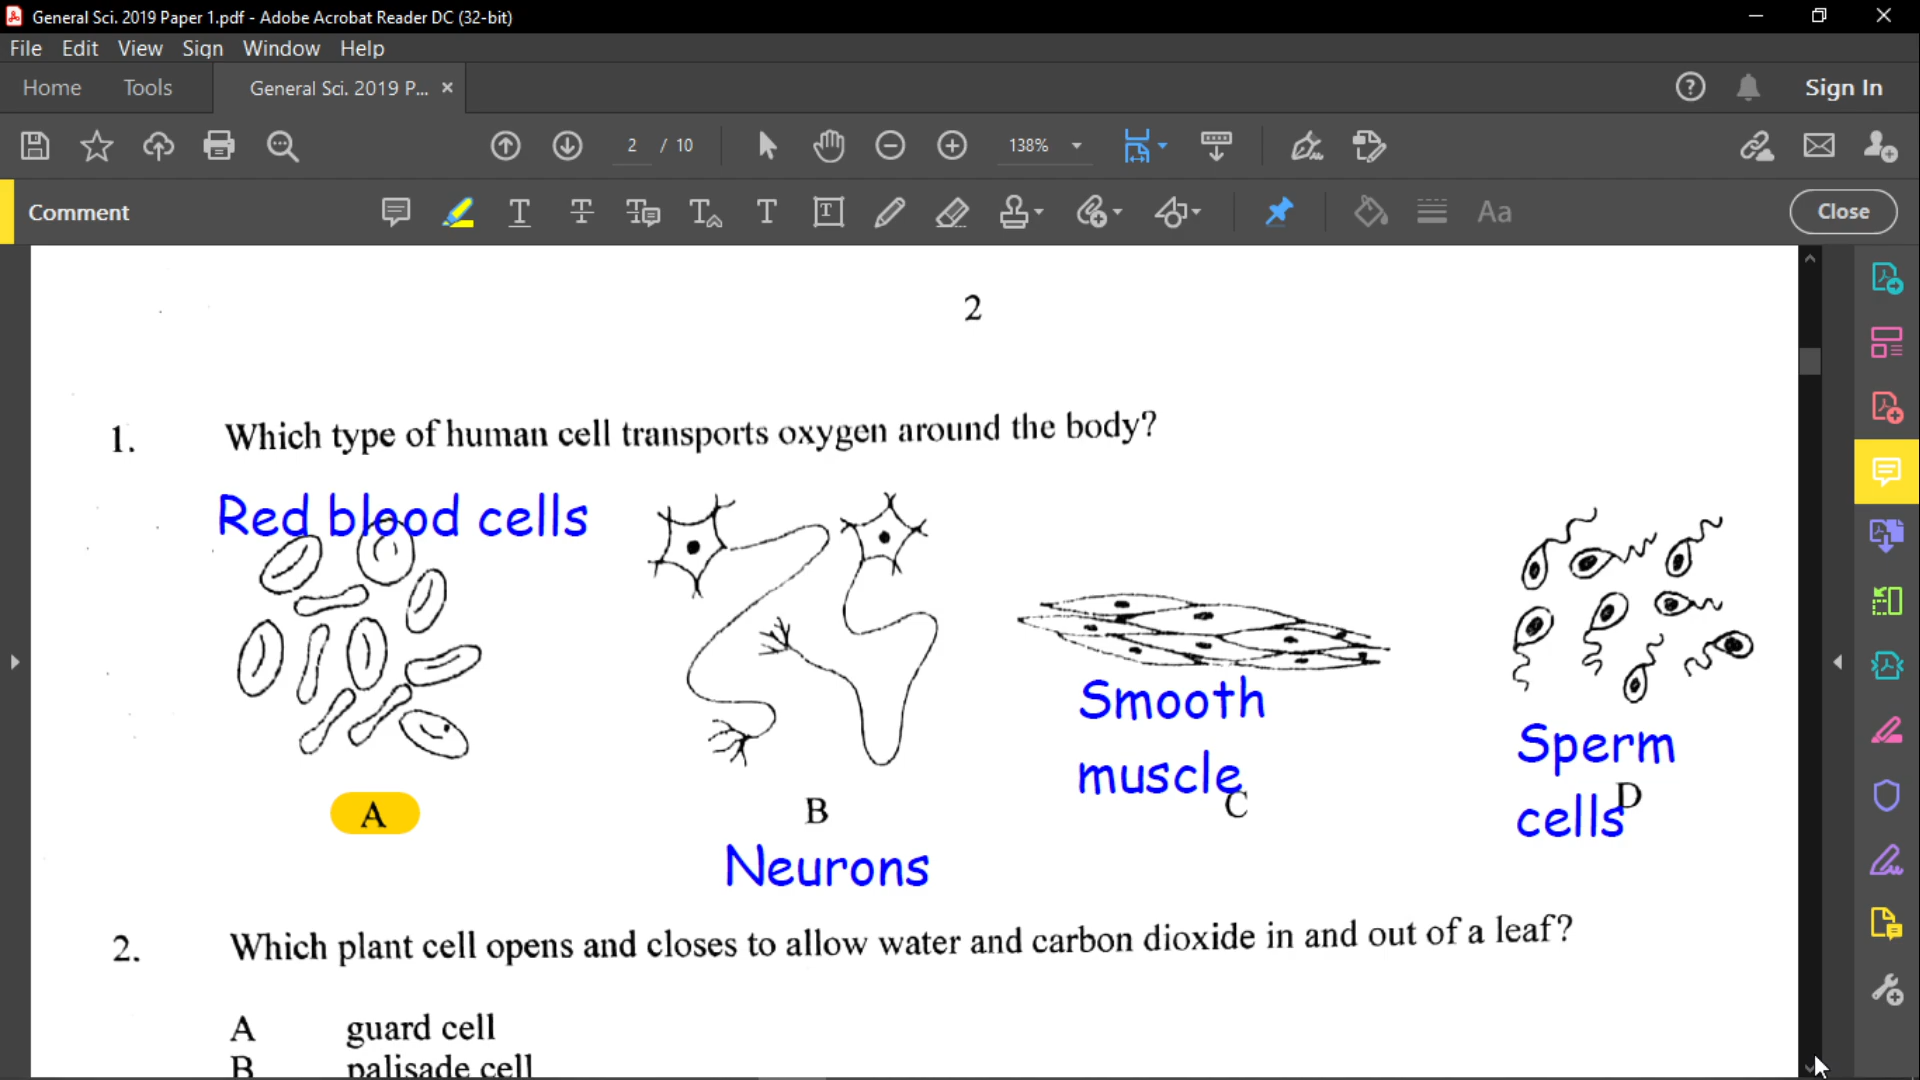 General Sci. 2019 Paper 1.pdf - Adobe Acrobat Reader DC (32-bit)
File Edit View Sign Window Help
Home Tools General Sci. 2019 P... × Sign In
2 / 10 138%
Comment Close
2
1. Which type of human cell transports oxygen around the body?
Red blood cells
Smooth
muscle
Sperm
cells
A B C D
Neurons
2. Which plant cell opens and closes to allow water and carbon dioxide in and out of a leaf?
A guard cell
B palisade cell